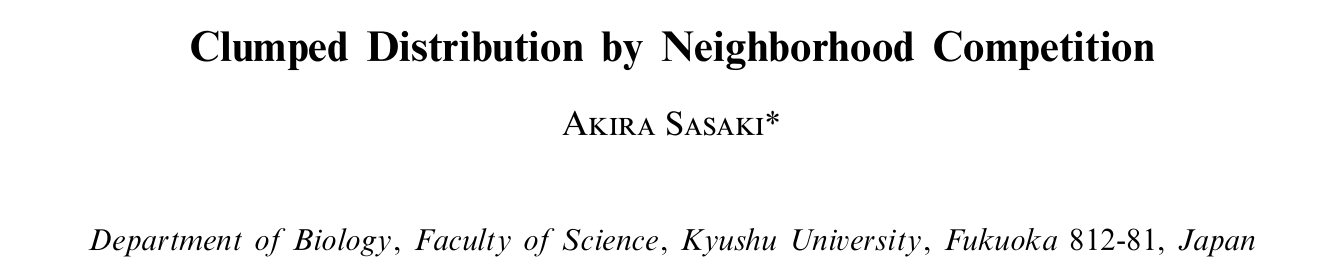 Clumped Distribution by Neighborhood Competition
AKIRA SASAKI*
Department of Biology, Faculty of Science, Kyushu University, Fukuoka 812-81, Japan